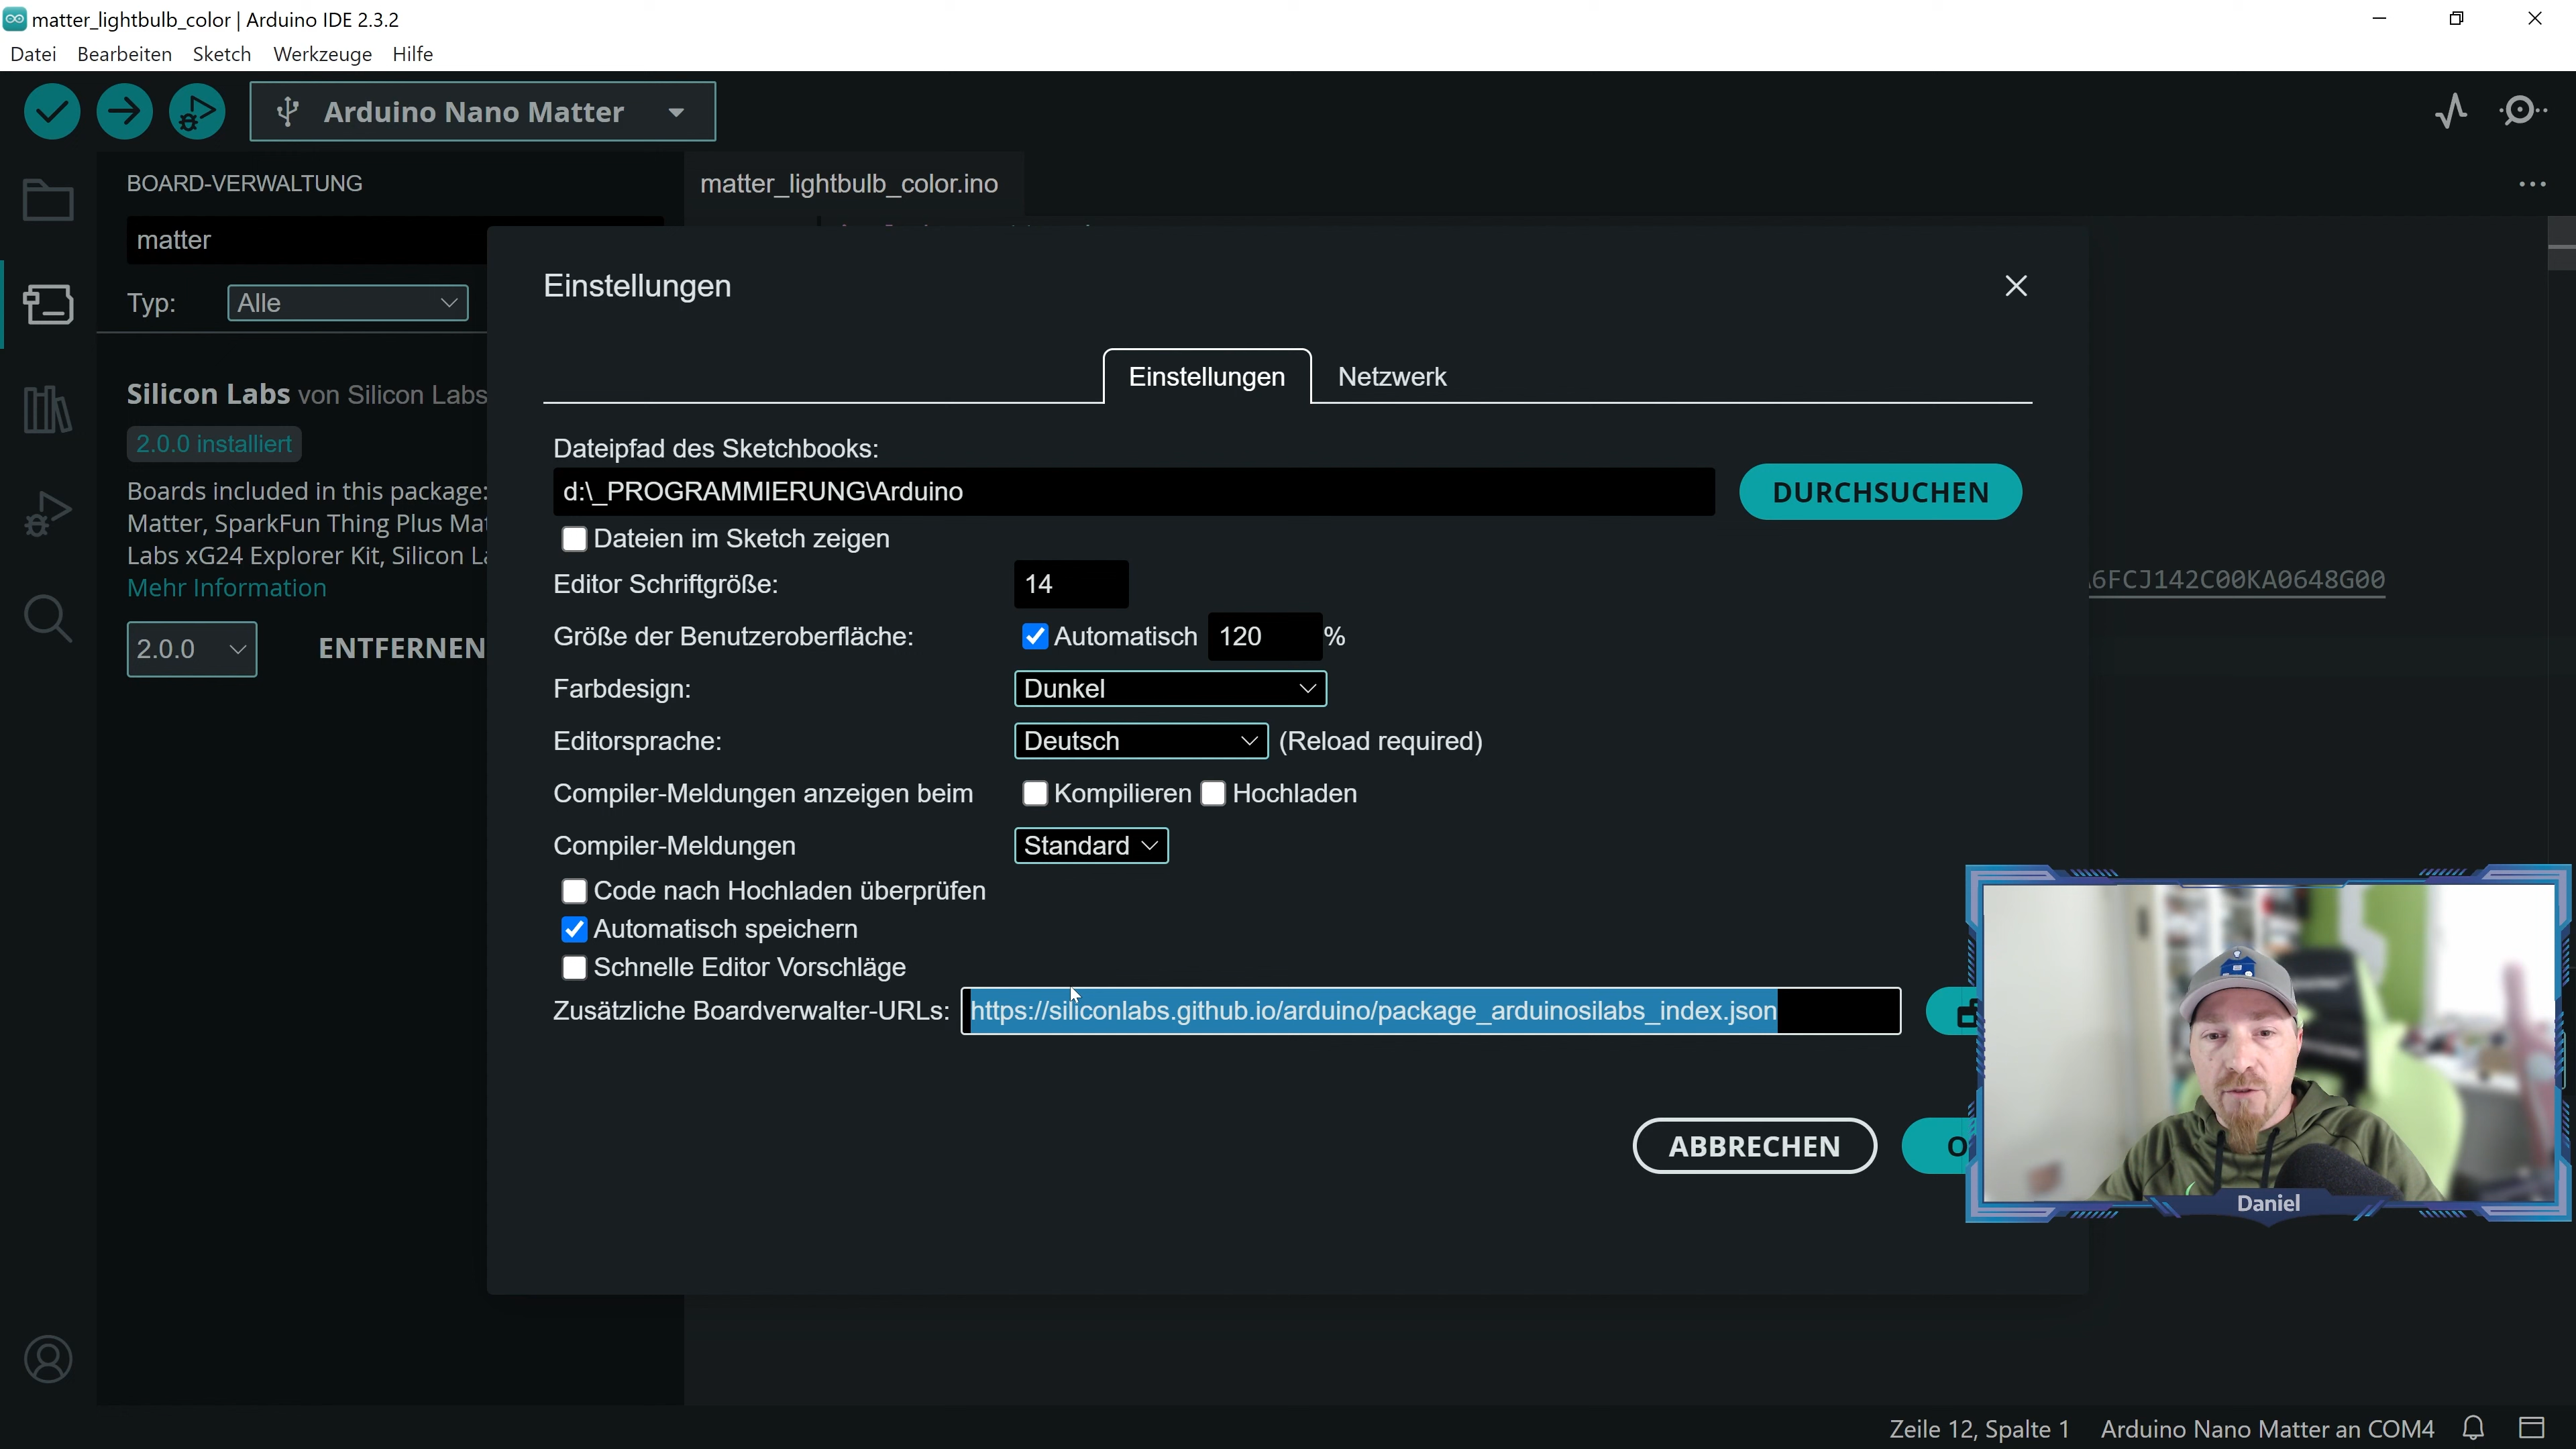 matter_lightbulb_color | Arduino IDE 2.3.2
Datei Bearbeiten Sketch Werkzeuge Hilfe
Arduino Nano Matter
BOARD-VERWALTUNG
matter_lightbulb_color.ino
matter
Typ: Alle
Silicon Labs von Silicon Labs
2.0.0 installiert
Boards included in this package:
Matter, SparkFun Thing Plus
Labs xG24 Explorer Kit, Silicon
Mehr Information
2.0.0 ENTFERNEN
Einstellungen
Einstellungen Netzwerk
Dateipfad des Sketchbooks:
d:\_PROGRAMMIERUNG\Arduino DURCHSUCHEN
Dateien im Sketch zeigen
Editor Schriftgröße: 14
Größe der Benutzeroberfläche: Automatisch 120 %
Farbdesign: Dunkel
Editorsprache: Deutsch (Reload required)
Compiler-Meldungen anzeigen beim Kompilieren Hochladen
Compiler-Meldungen Standard
Code nach Hochladen überprüfen
Automatisch speichern
Schnelle Editor Vorschläge
Zusätzliche Boardverwalter-URLs: https://siliconlabs.github.io/arduino/package_arduinosilabs_index.json
ABBRECHEN
6FCJ142C00KA0648G00
Daniel
Zeile 12, Spalte 1 Arduino Nano Matter an COM4